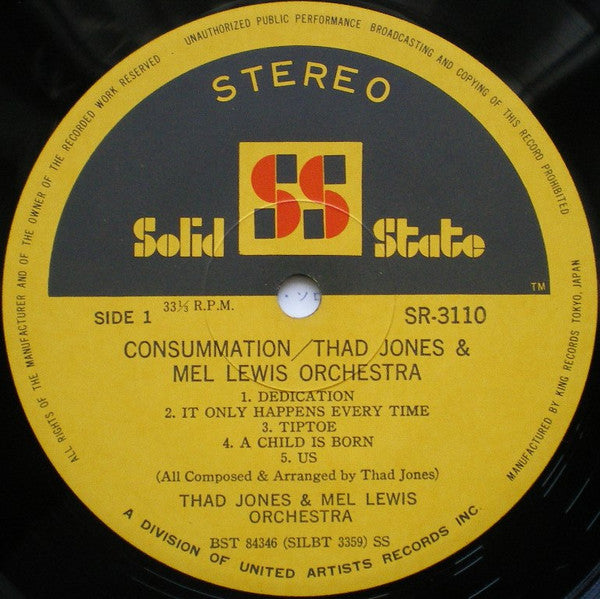 ALL RIGHTS OF THE MANUFACTURER AND OF THE OWNER OF THE RECORDED WORK RESERVED
UNAUTHORIZED PUBLIC PERFORMANCE BROADCASTING AND COPYING OF THIS RECORD PROHIBITED
STEREO
SS
Solid State
TM
SIDE 1 33⅓ R.P.M. SR-3110
CONSUMMATION / THAD JONES &
MEL LEWIS ORCHESTRA
1. DEDICATION
2. IT ONLY HAPPENS EVERY TIME
3. TIPTOE
4. A CHILD IS BORN
5. US
(All Composed & Arranged by Thad Jones)
THAD JONES & MEL LEWIS
ORCHESTRA
BST 84346 (SILBT 3359) SS
A DIVISION OF UNITED ARTISTS RECORDS INC.
MANUFACTURED BY KING RECORDS TOKYO, JAPAN